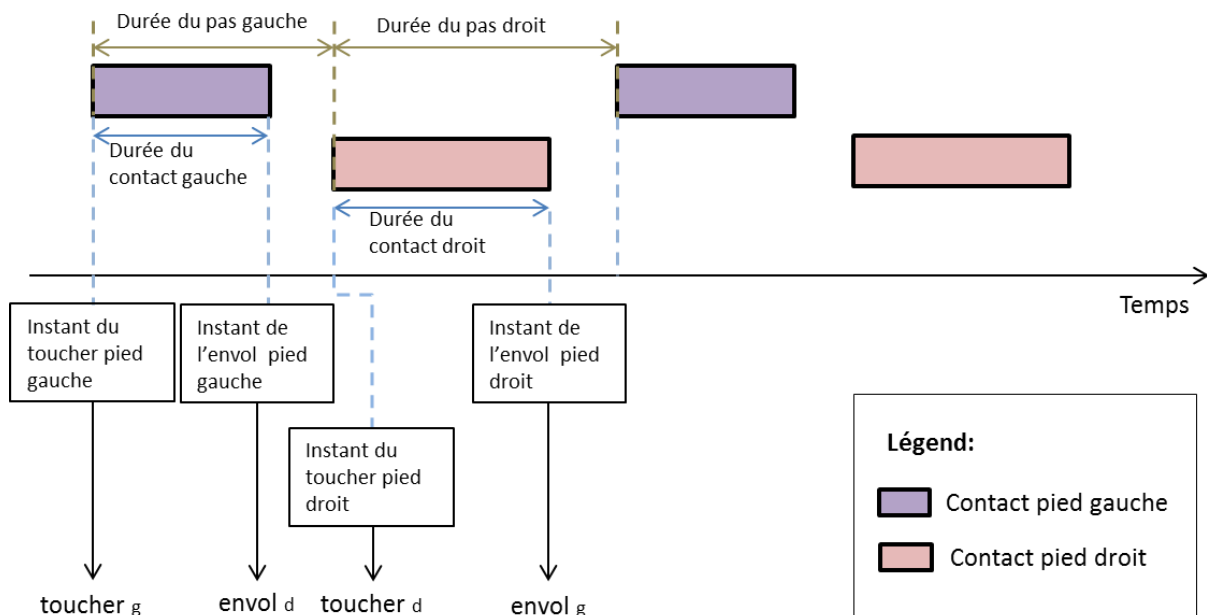 Durée du pas gauche
Durée du pas droit
Durée du
contact gauche
Durée du
contact droit
Temps
Instant du
toucher pied
gauche
Instant de
l’envol pied
gauche
Instant du
toucher pied
droit
Instant de
l’envol pied
droit
toucher g
envol d
toucher d
envol g
Légend:
Contact pied gauche
Contact pied droit